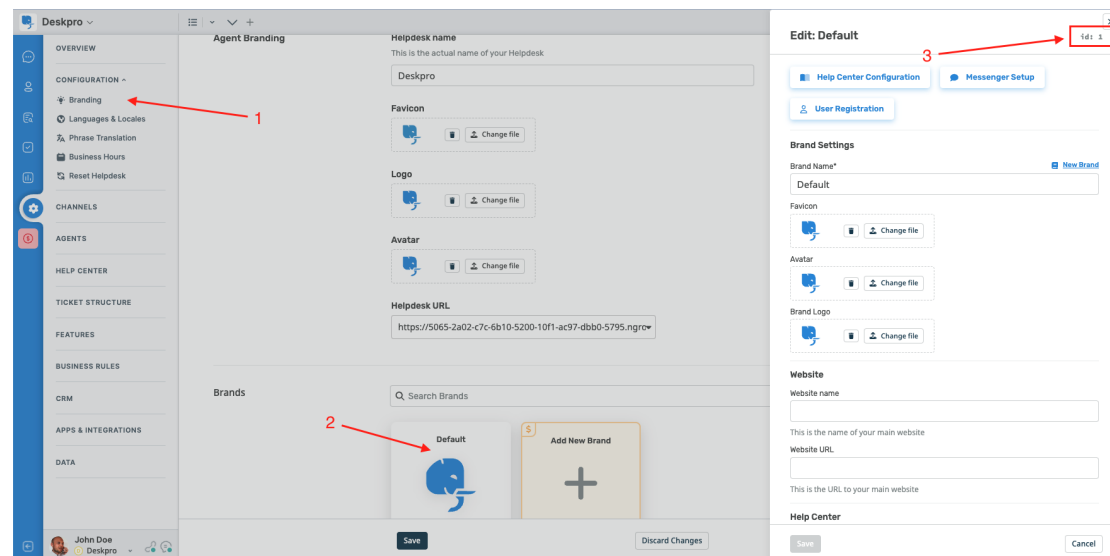 Deskpro
OVERVIEW
CONFIGURATION
Branding
Languages & Locales
Phrase Translation
Business Hours
Reset Helpdesk
CHANNELS
AGENTS
HELP CENTER
TICKET STRUCTURE
FEATURES
BUSINESS RULES
CRM
APPS & INTEGRATIONS
DATA
John Doe
Deskpro
1
Agent Branding
Helpdesk name
This is the actual name of your Helpdesk
Deskpro
Favicon
Change file
Logo
Change file
Avatar
Change file
Helpdesk URL
https://5065-2a02-c7c-6b10-5200-10f1-ac97-dbb0-5795.ngro
Brands
Search Brands
2
Default
$
Add New Brand
Save
Discard Changes
Edit: Default
3
id: 1
Help Center Configuration
Messenger Setup
User Registration
Brand Settings
Brand Name*
New Brand
Default
Favicon
Change file
Avatar
Change file
Brand Logo
Change file
Website
Website name
This is the name of your main website
Website URL
This is the URL to your main website
Help Center
Save
Cancel